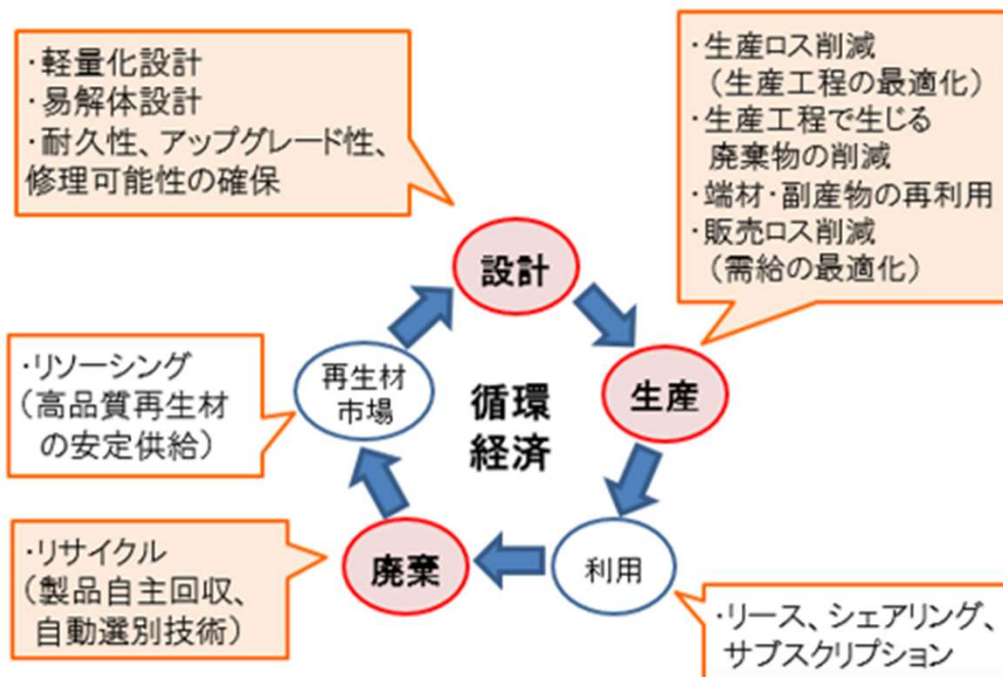 ・軽量化設計
・易解体設計
・耐久性、アップグレード性、
修理可能性の確保
・生産ロス削減
（生産工程の最適化）
・生産工程で生じる
廃棄物の削減
・端材・副産物の再利用
・販売ロス削減
（需給の最適化）
設計
生産
利用
廃棄
再生材
市場
循環
経済
・リソーシング
（高品質再生材
の安定供給）
・リサイクル
（製品自主回収、
自動選別技術）
・リース、シェアリング、
サブスクリプション